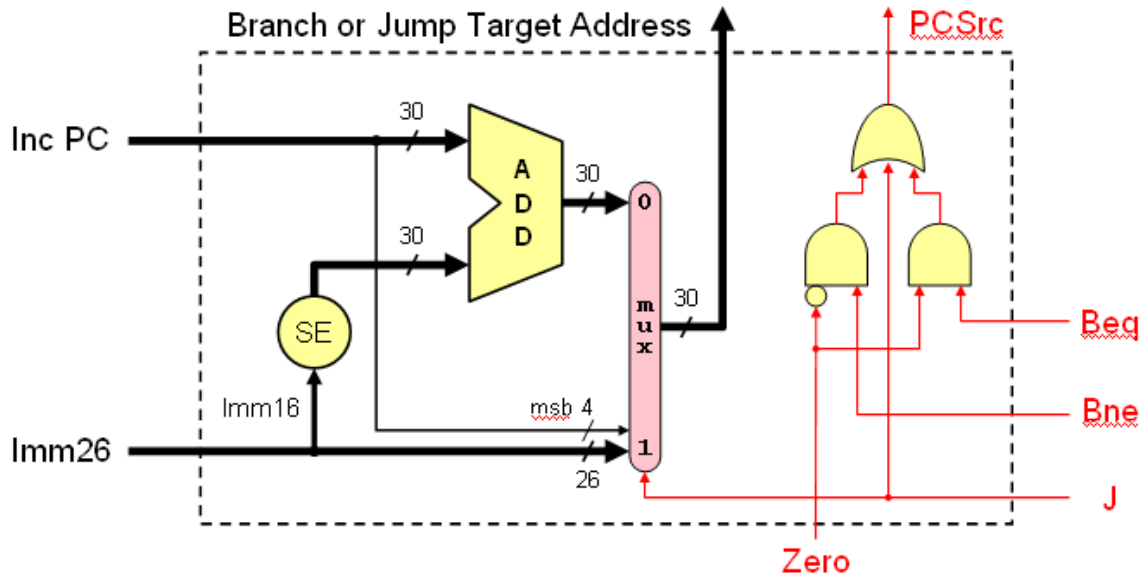 Branch or Jump Target Address
PCSrc
Inc PC
30
A
D
D
30
0
30
SE
m
u
x
30
Beq
Imm16
msb 4
Bne
Imm26
1
26
J
Zero